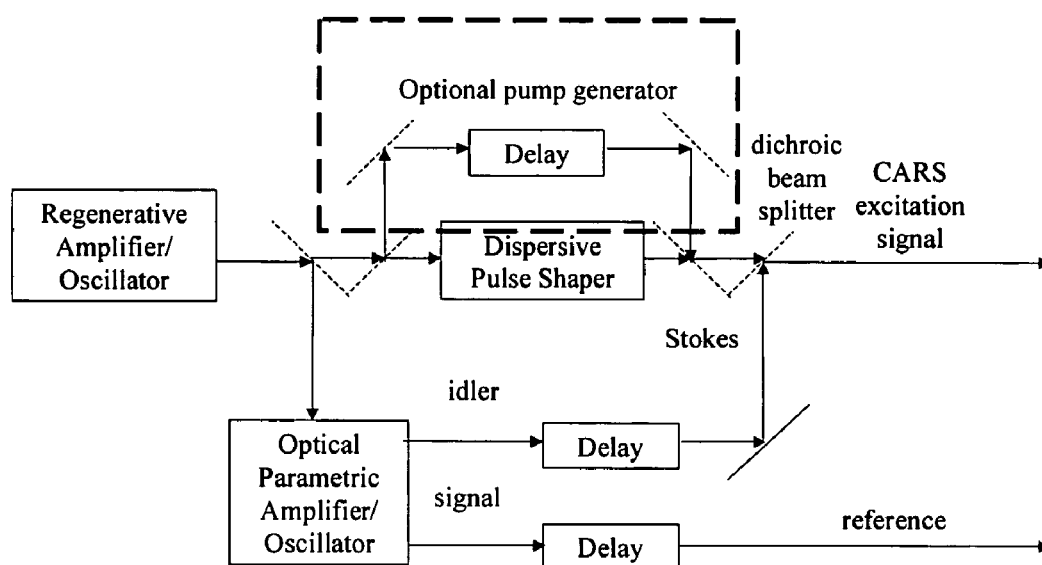 Optional pump generator
Delay
dichroic
beam
splitter
CARS
excitation
signal
Regenerative
Amplifier/
Oscillator
Dispersive
Pulse Shaper
Stokes
idler
Delay
Optical
Parametric
Amplifier/
Oscillator
signal
Delay
reference